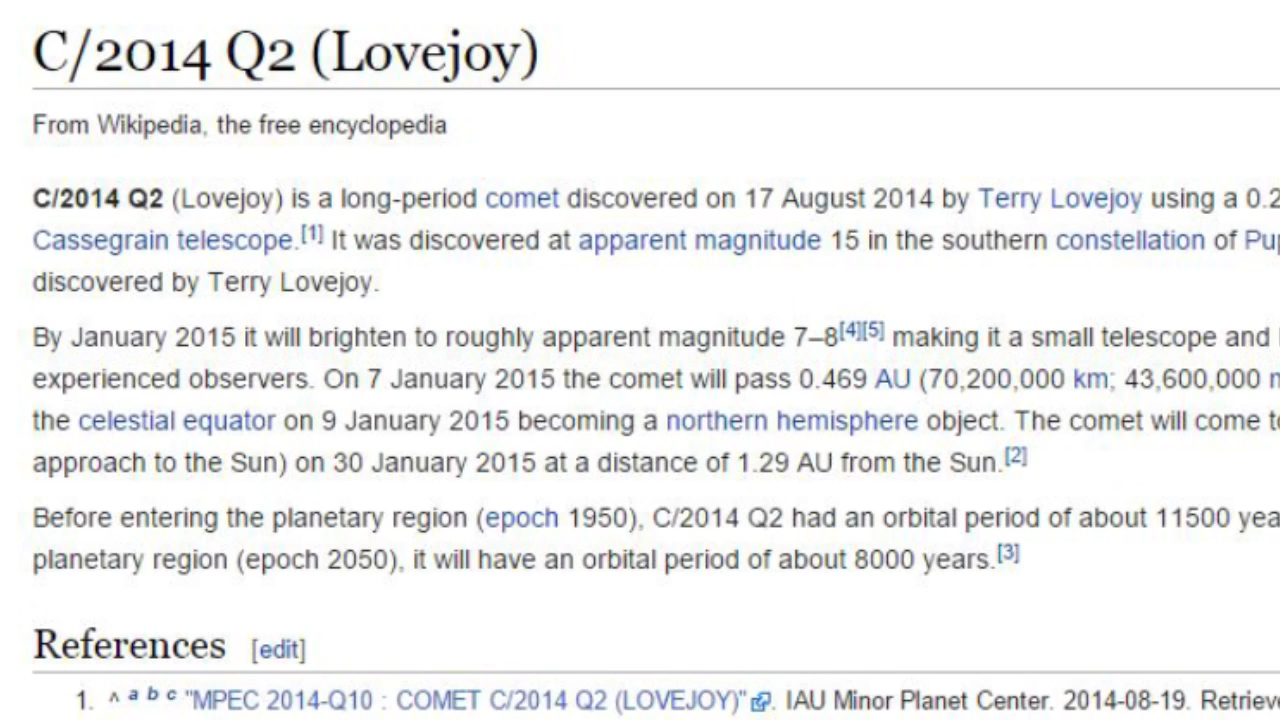 C/2014 Q2 (Lovejoy)
From Wikipedia, the free encyclopedia
C/2014 Q2 (Lovejoy) is a long-period comet discovered on 17 August 2014 by Terry Lovejoy using a 0.2
Cassegrain telescope.[1] It was discovered at apparent magnitude 15 in the southern constellation of
discovered by Terry Lovejoy.
By January 2015 it will brighten to roughly apparent magnitude 7–8[4][5] making it a small telescope and
experienced observers. On 7 January 2015 the comet will pass 0.469 AU (70,200,000 km; 43,600,000
the celestial equator on 9 January 2015 becoming a northern hemisphere object. The comet will come
approach to the Sun) on 30 January 2015 at a distance of 1.29 AU from the Sun.[2]
Before entering the planetary region (epoch 1950), C/2014 Q2 had an orbital period of about 11500
planetary region (epoch 2050), it will have an orbital period of about 8000 years.[3]
References [edit]
1. ^ a b c "MPEC 2014-Q10 : COMET C/2014 Q2 (LOVEJOY)". IAU Minor Planet Center. 2014-08-19.